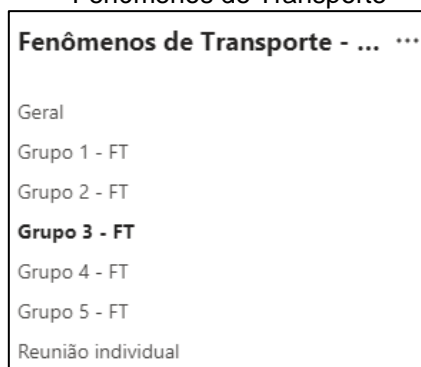 Fenômenos de Transporte
Fenômenos de Transporte - ... ...
Geral
Grupo 1 - FT
Grupo 2 - FT
Grupo 3 - FT
Grupo 4 - FT
Grupo 5 - FT
Reunião individual